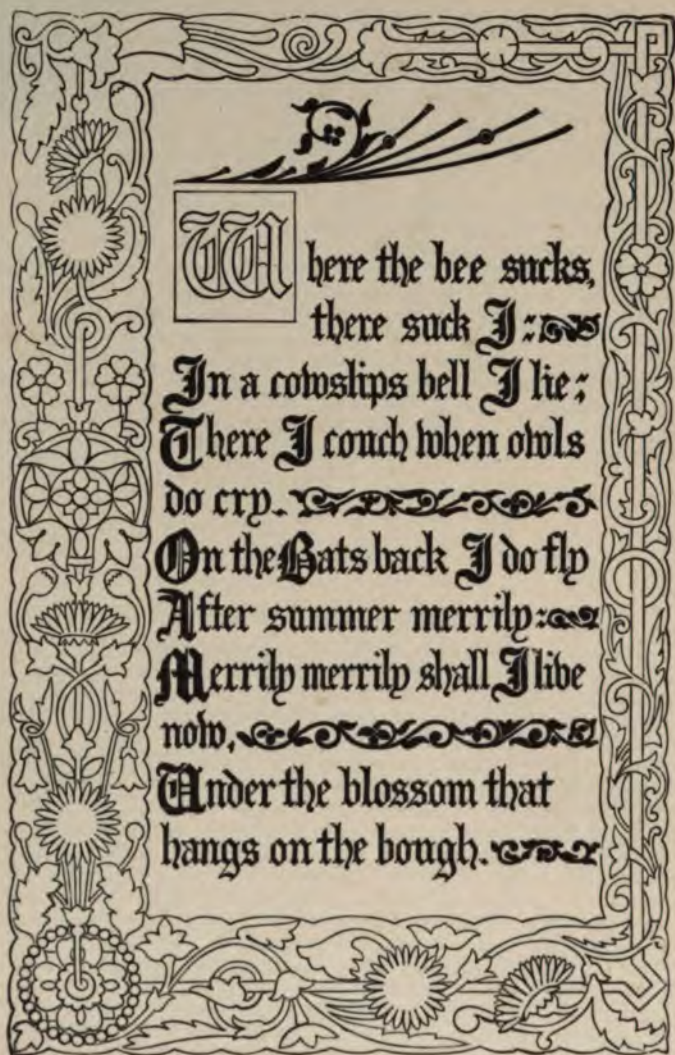 Where the bee sucks,
there suck I:
In a cowslips bell I lie:
There I couch when owls
do cry.
On the Bats back I do fly
After summer merrily:
Merrily merrily shall I live
now,
Under the blossom that
hangs on the bough.